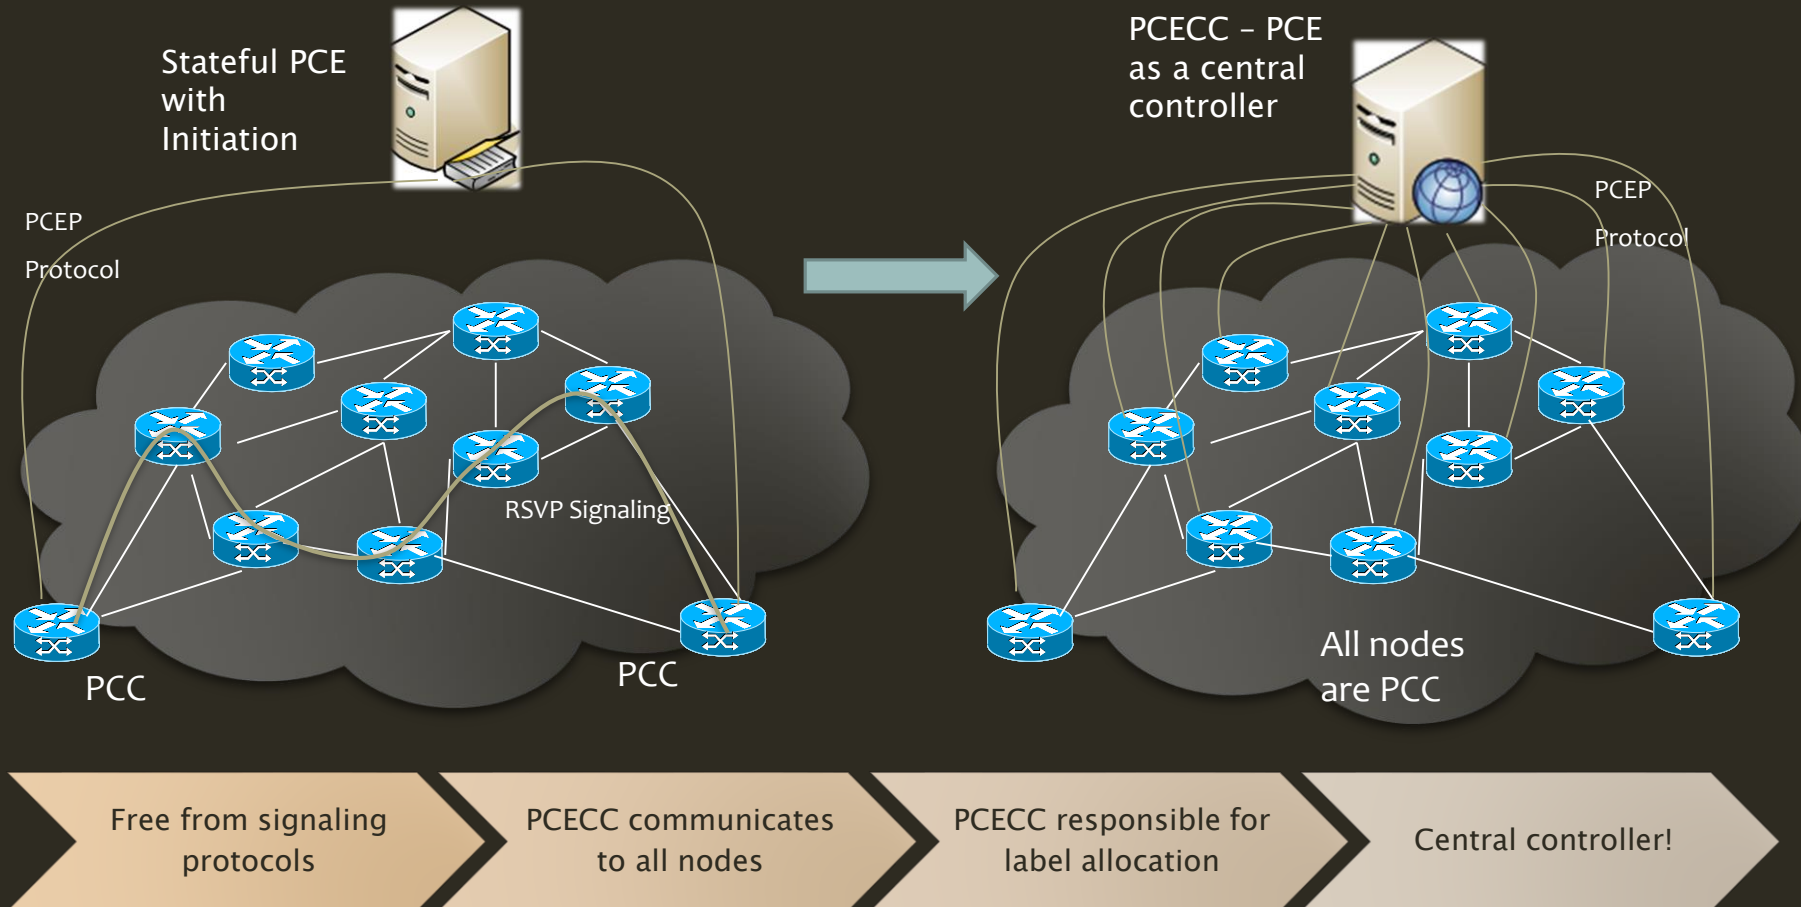 Stateful PCE
with
Initiation
PCEP
Protocol
RSVP Signaling
PCC
PCC
PCECC – PCE
as a central
controller
PCEP
Protocol
All nodes
are PCC
Free from signaling
protocols
PCECC communicates
to all nodes
PCECC responsible for
label allocation
Central controller!